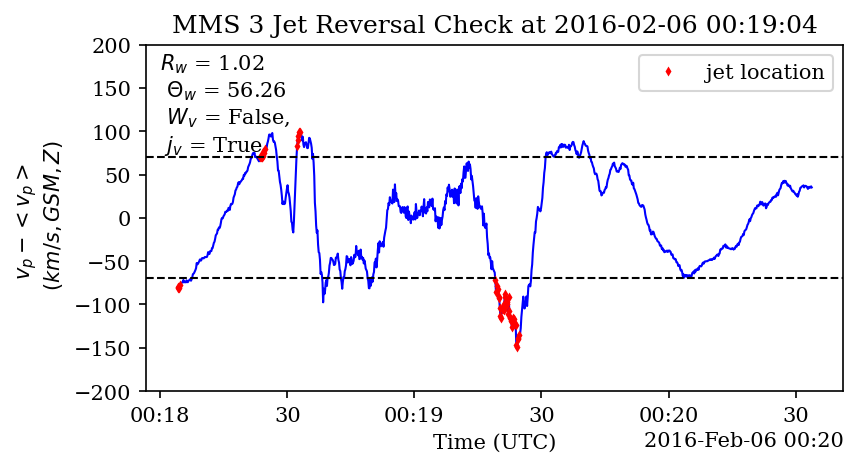 MMS 3 Jet Reversal Check at 2016-02-06 00:19:04
200
150
100
50
0
−50
−100
−150
−200
v_p − < v_p >
(km/s, GSM, Z)
R_w = 1.02
Θ_w = 56.26
W_v = False,
j_v = True
jet location
00:18
30
00:19
30
00:20
30
Time (UTC)
2016-Feb-06 00:20